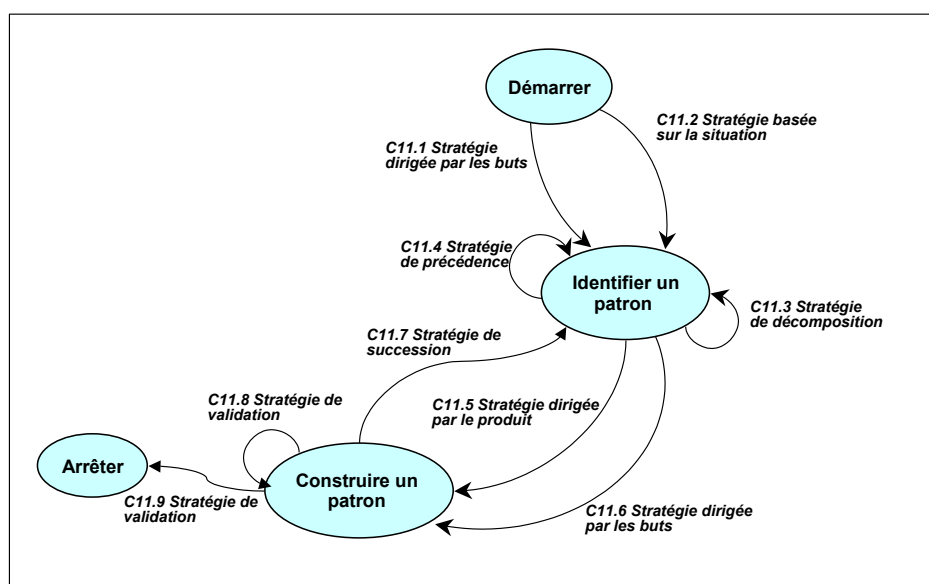 Démarrer
C11.2 Stratégie basée
sur la situation
C11.1 Stratégie
dirigée par les buts
C11.4 Stratégie
de précédence
Identifier un
patron
C11.3 Stratégie
de décomposition
C11.7 Stratégie de
succession
C11.8 Stratégie de
validation
C11.5 Stratégie dirigée
par le produit
Arrêter
Construire un
patron
C11.9 Stratégie de
validation
C11.6 Stratégie dirigée
par les buts